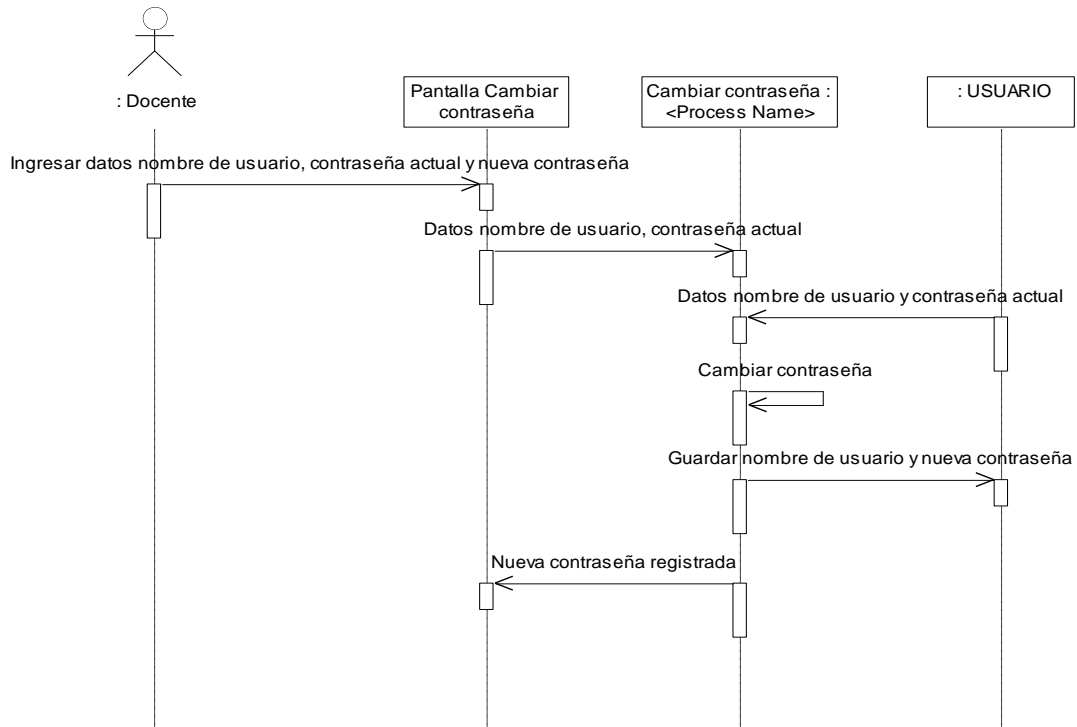 : Docente
Pantalla Cambiar
contraseña
Cambiar contraseña :
<Process Name>
: USUARIO
Ingresar datos nombre de usuario, contraseña actual y nueva contraseña
Datos nombre de usuario, contraseña actual
Datos nombre de usuario y contraseña actual
Cambiar contraseña
Guardar nombre de usuario y nueva contraseña
Nueva contraseña registrada